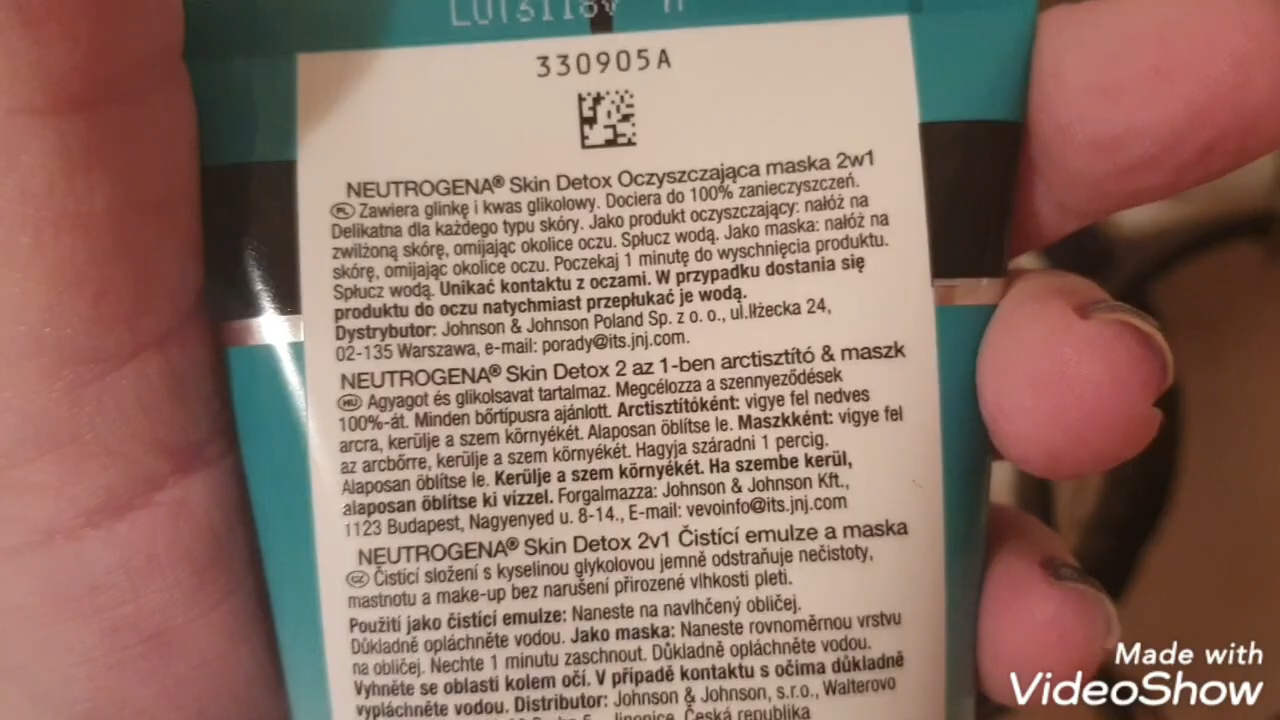 330905A
NEUTROGENA® Skin Detox Oczyszczająca maska 2w1
PL Zawiera glinkę i kwas glikolowy. Dociera do 100% zanieczyszczeń.
Delikatna dla każdego typu skóry. Jako produkt oczyszczający: nałóż na
zwilżoną skórę, omijając okolice oczu. Spłucz wodą. Jako maska: nałóż na
skórę, omijając okolice oczu. Poczekaj 1 minutę do wyschnięcia produktu.
Spłucz wodą. Unikać kontaktu z oczami. W przypadku dostania się
produktu do oczu natychmiast przepłukać je wodą.
Dystrybutor: Johnson & Johnson Poland Sp. z o. o., ul.Iłżecka 24,
02-135 Warszawa, e-mail: porady@its.jnj.com.
NEUTROGENA® Skin Detox 2 az 1-ben arctisztító & maszk
HU Agyagot és glikolsavat tartalmaz. Megcélozza a szennyeződések
100%-át. Minden bőrtípusra ajánlott. Arctisztítóként: vigye fel nedves
arcra, kerülje a szem környékét. Alaposan öblítse le. Maszkként: vigye fel
az arcbőrre, kerülje a szem környékét. Hagyja száradni 1 percig.
Alaposan öblítse le. Kerülje a szem környékét. Ha szembe kerül,
alaposan öblítse ki vízzel. Forgalmazza: Johnson & Johnson Kft.,
1123 Budapest, Nagyenyed u. 8-14., E-mail: vevoinfo@its.jnj.com
NEUTROGENA® Skin Detox 2v1 Čistící emulze a maska
CZ Čistící složení s kyselinou glykolovou jemně odstraňuje nečistoty,
mastnotu a make-up bez narušení přirozené vlhkosti pleti.
Použití jako čistící emulze: Naneste na navlhčený obličej.
Důkladně opláchněte vodou. Jako maska: Naneste rovnoměrnou vrstvu
na obličej. Nechte 1 minutu zaschnout. Důkladně opláchněte vodou.
Vyhněte se oblasti kolem očí. V případě kontaktu s očima důkladně
vypláchněte vodou. Distributor: Johnson & Johnson, s.r.o., Walterovo
Česká republika
Made with
VideoShow